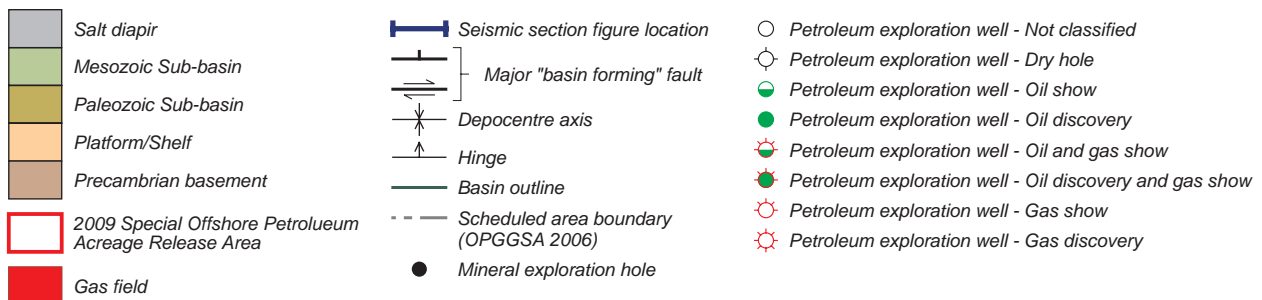 Salt diapir
Mesozoic Sub-basin
Paleozoic Sub-basin
Platform/Shelf
Precambrian basement
2009 Special Offshore Petrolueum
Acreage Release Area
Gas field
Seismic section figure location
Major "basin forming" fault
Depocentre axis
Hinge
Basin outline
Scheduled area boundary
(OPGGSA 2006)
Mineral exploration hole
Petroleum exploration well - Not classified
Petroleum exploration well - Dry hole
Petroleum exploration well - Oil show
Petroleum exploration well - Oil discovery
Petroleum exploration well - Oil and gas show
Petroleum exploration well - Oil discovery and gas show
Petroleum exploration well - Gas show
Petroleum exploration well - Gas discovery